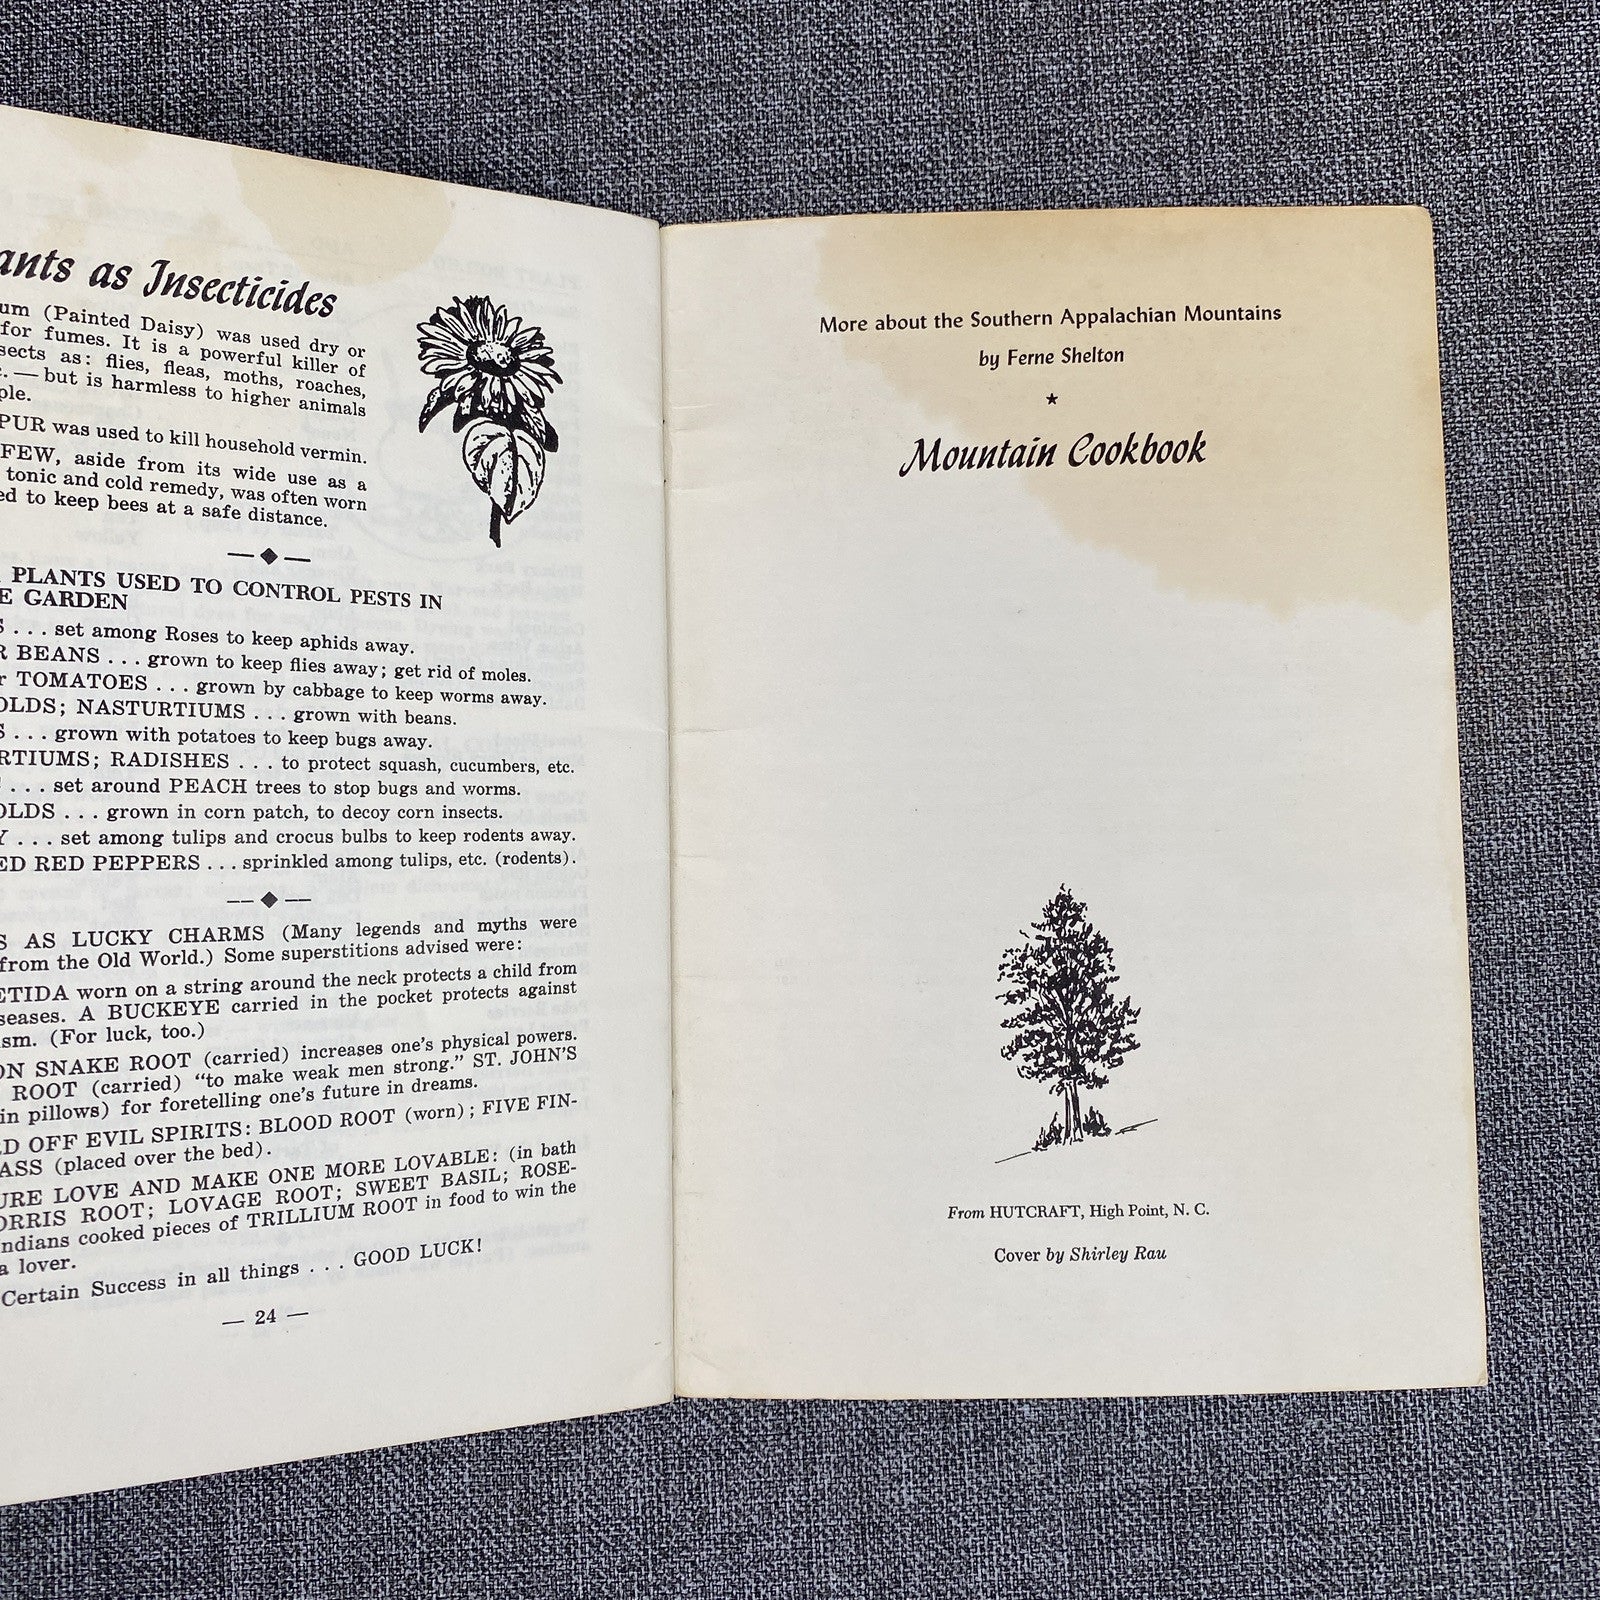 ants as Insecticides
um (Painted Daisy) was used dry or
for fumes. It is a powerful killer of
sects as: flies, fleas, moths, roaches,
c. — but is harmless to higher animals
ple.
PUR was used to kill household vermin.
FEW, aside from its wide use as a
tonic and cold remedy, was often worn
ed to keep bees at a safe distance.
PLANTS USED TO CONTROL PESTS IN
E GARDEN
S . . . set among Roses to keep aphids away.
R BEANS . . . grown to keep flies away; get rid of moles.
r TOMATOES . . . grown by cabbage to keep worms away.
OLDS; NASTURTIUMS . . . grown with beans.
S . . . grown with potatoes to keep bugs away.
RTIUMS; RADISHES . . . to protect squash, cucumbers, etc.
. . . set around PEACH trees to stop bugs and worms.
OLDS . . . grown in corn patch, to decoy corn insects.
Y . . . set among tulips and crocus bulbs to keep rodents away.
ED RED PEPPERS . . . sprinkled among tulips, etc. (rodents).
S AS LUCKY CHARMS (Many legends and myths were
from the Old World.) Some superstitions advised were:
ETIDA worn on a string around the neck protects a child from
seases. A BUCKEYE carried in the pocket protects against
ism. (For luck, too.)
ON SNAKE ROOT (carried) increases one's physical powers.
ROOT (carried) "to make weak men strong." ST. JOHN'S
in pillows) for foretelling one's future in dreams.
RD OFF EVIL SPIRITS: BLOOD ROOT (worn); FIVE FIN-
ASS (placed over the bed).
URE LOVE AND MAKE ONE MORE LOVABLE: (in bath
ORRIS ROOT; LOVAGE ROOT; SWEET BASIL; ROSE-
ndians cooked pieces of TRILLIUM ROOT in food to win the
a lover.
Certain Success in all things . . . GOOD LUCK!
— 24 —
More about the Southern Appalachian Mountains
by Ferne Shelton
★
Mountain Cookbook
From HUTCRAFT, High Point, N. C.
Cover by Shirley Rau